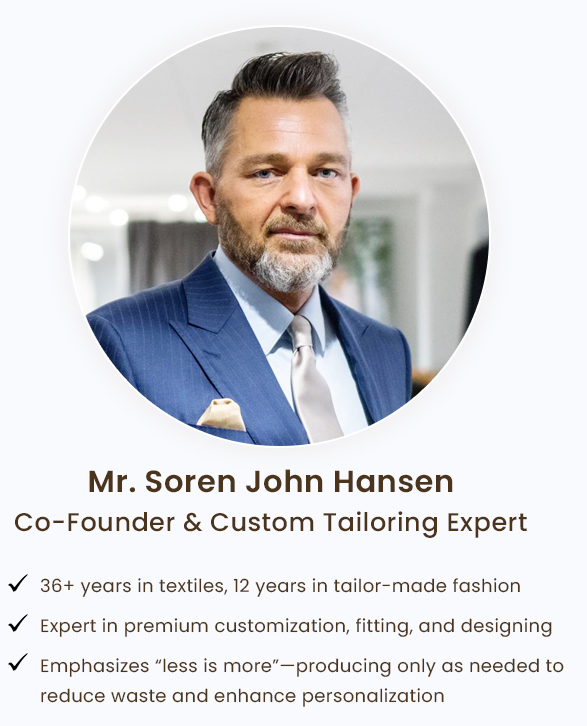 Mr. Soren John Hansen
Co-Founder & Custom Tailoring Expert
36+ years in textiles, 12 years in tailor-made fashion
Expert in premium customization, fitting, and designing
Emphasizes “less is more”—producing only as needed to
reduce waste and enhance personalization